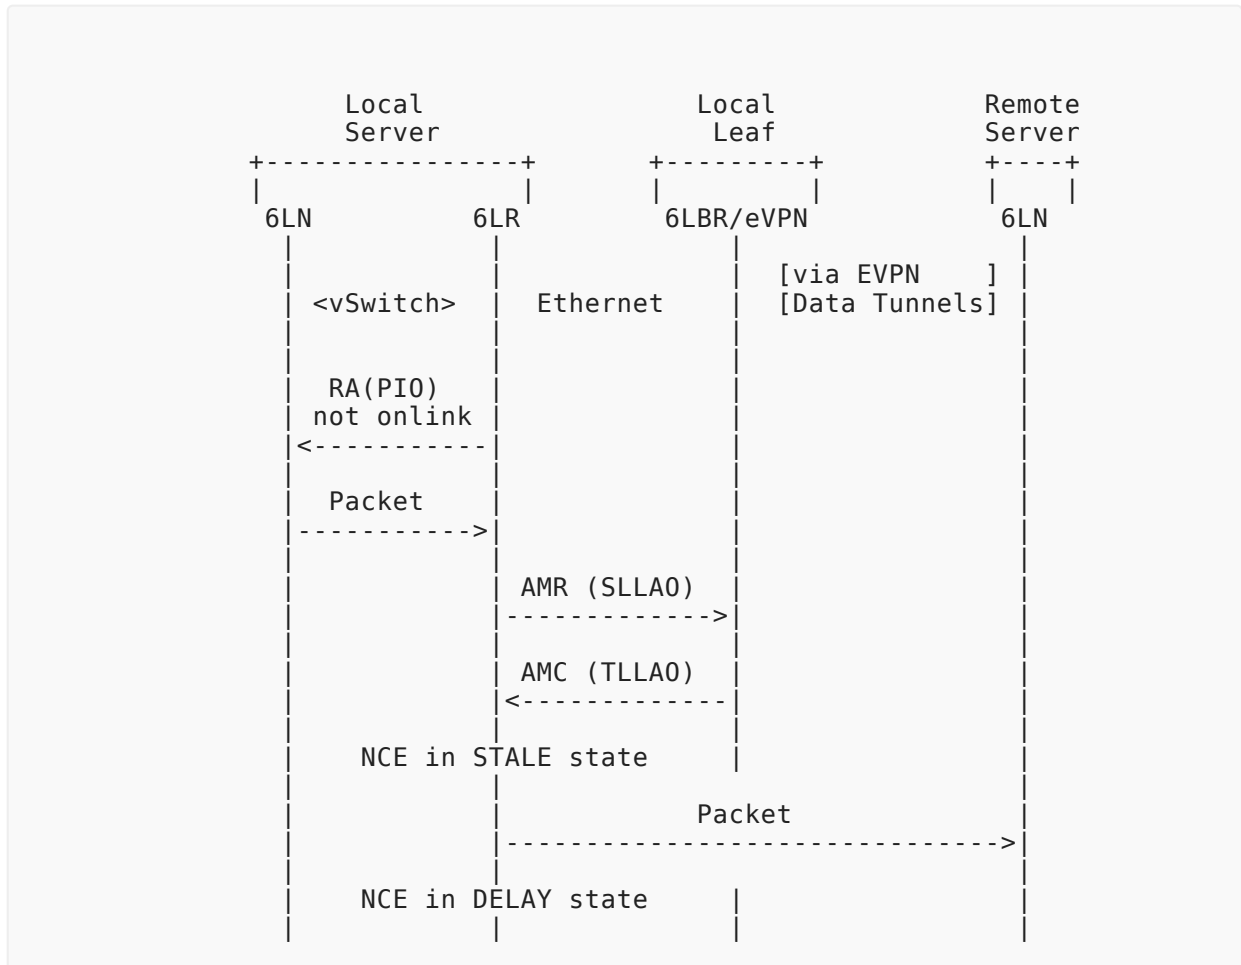 Local Local Remote
Server Leaf Server
+----------------+ +---------+ +----+
| | | | | |
6LN 6LR 6LBR/eVPN 6LN
| | | |
| | | [via EVPN ] |
| <vSwitch> | Ethernet | [Data Tunnels] |
| | | |
| | | |
| RA(PIO) | | |
| not onlink | | |
|<-----------| | |
| | | |
| Packet | | |
|----------->| | |
| | | |
| | AMR (SLLAO) | |
| |------------->| |
| | | |
| | AMC (TLLAO) | |
| |<-------------| |
| | | |
| NCE in STALE state | |
| | |
| | Packet |
| |------------------------------->|
| | |
| NCE in DELAY state | |
| | | |